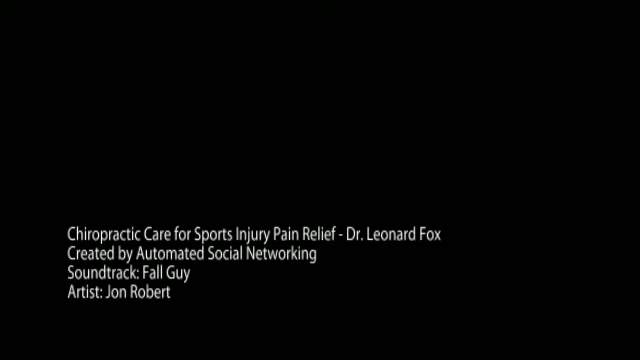 Chiropractic Care for Sports Injury Pain Relief - Dr. Leonard Fox
Created by Automated Social Networking
Soundtrack: Fall Guy
Artist: Jon Robert